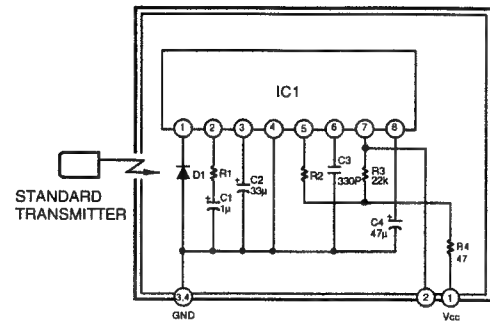 IC1
1 2 3 4 5 6 7 8
D1
R1
C1
1μ
C2
33μ
R2
C3
330P
R3
22k
C4
47μ
R4
47
STANDARD
TRANSMITTER
3,4
GND
2
1
Vcc